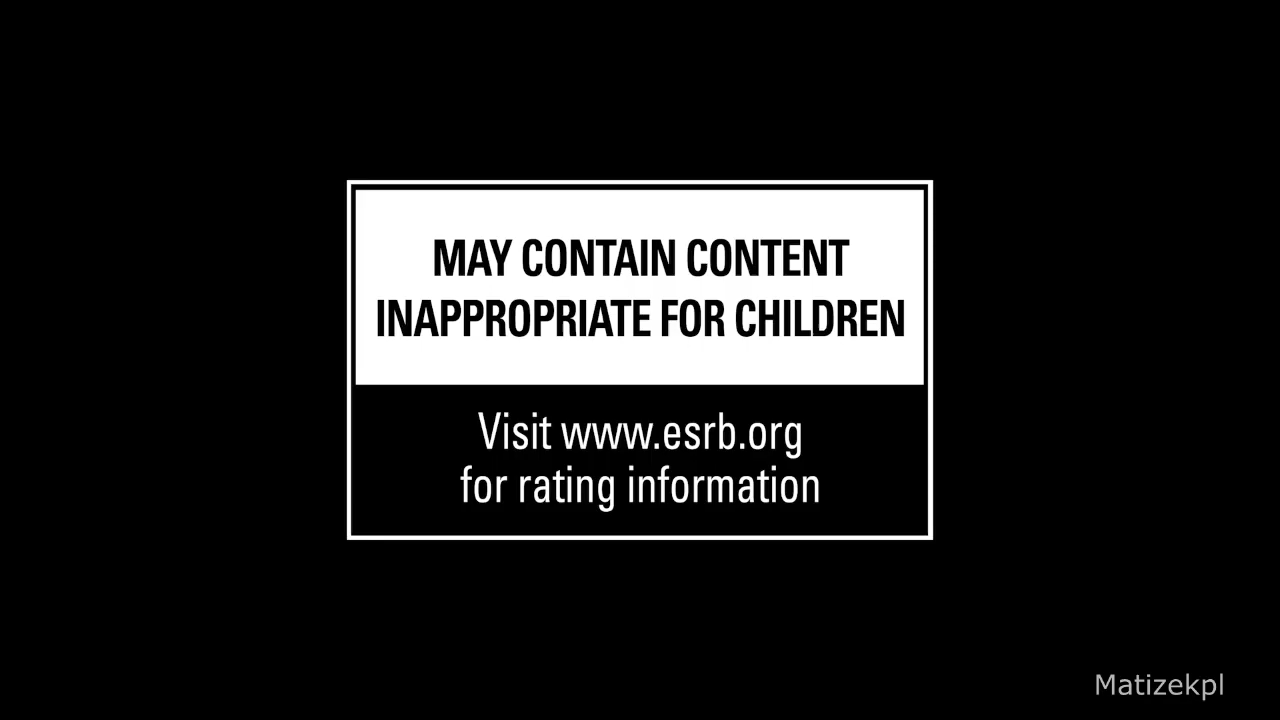 MAY CONTAIN CONTENT
INAPPROPRIATE FOR CHILDREN
Visit www.esrb.org
for rating information
Matizekpl